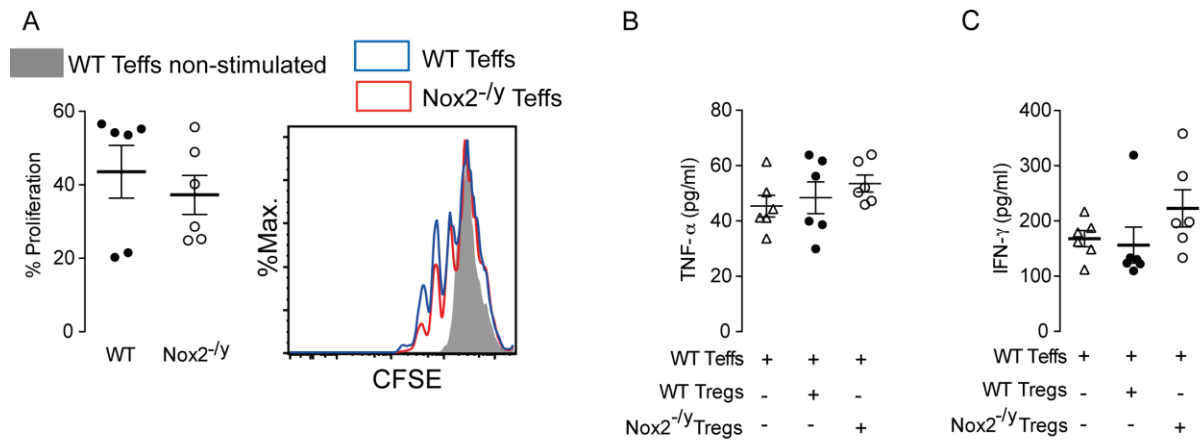 A
WT Teffs non-stimulated
WT Teffs
Nox2-/y Teffs
% Proliferation
60
40
20
0
WT
Nox2-/y
%Max.
CFSE
B
TNF-α (pg/ml)
80
60
40
20
0
WT Teffs + + +
WT Tregs - + -
Nox2-/yTregs - - +
C
IFN-γ (pg/ml)
400
300
200
100
0
WT Teffs + + +
WT Tregs - + -
Nox2-/yTregs - - +